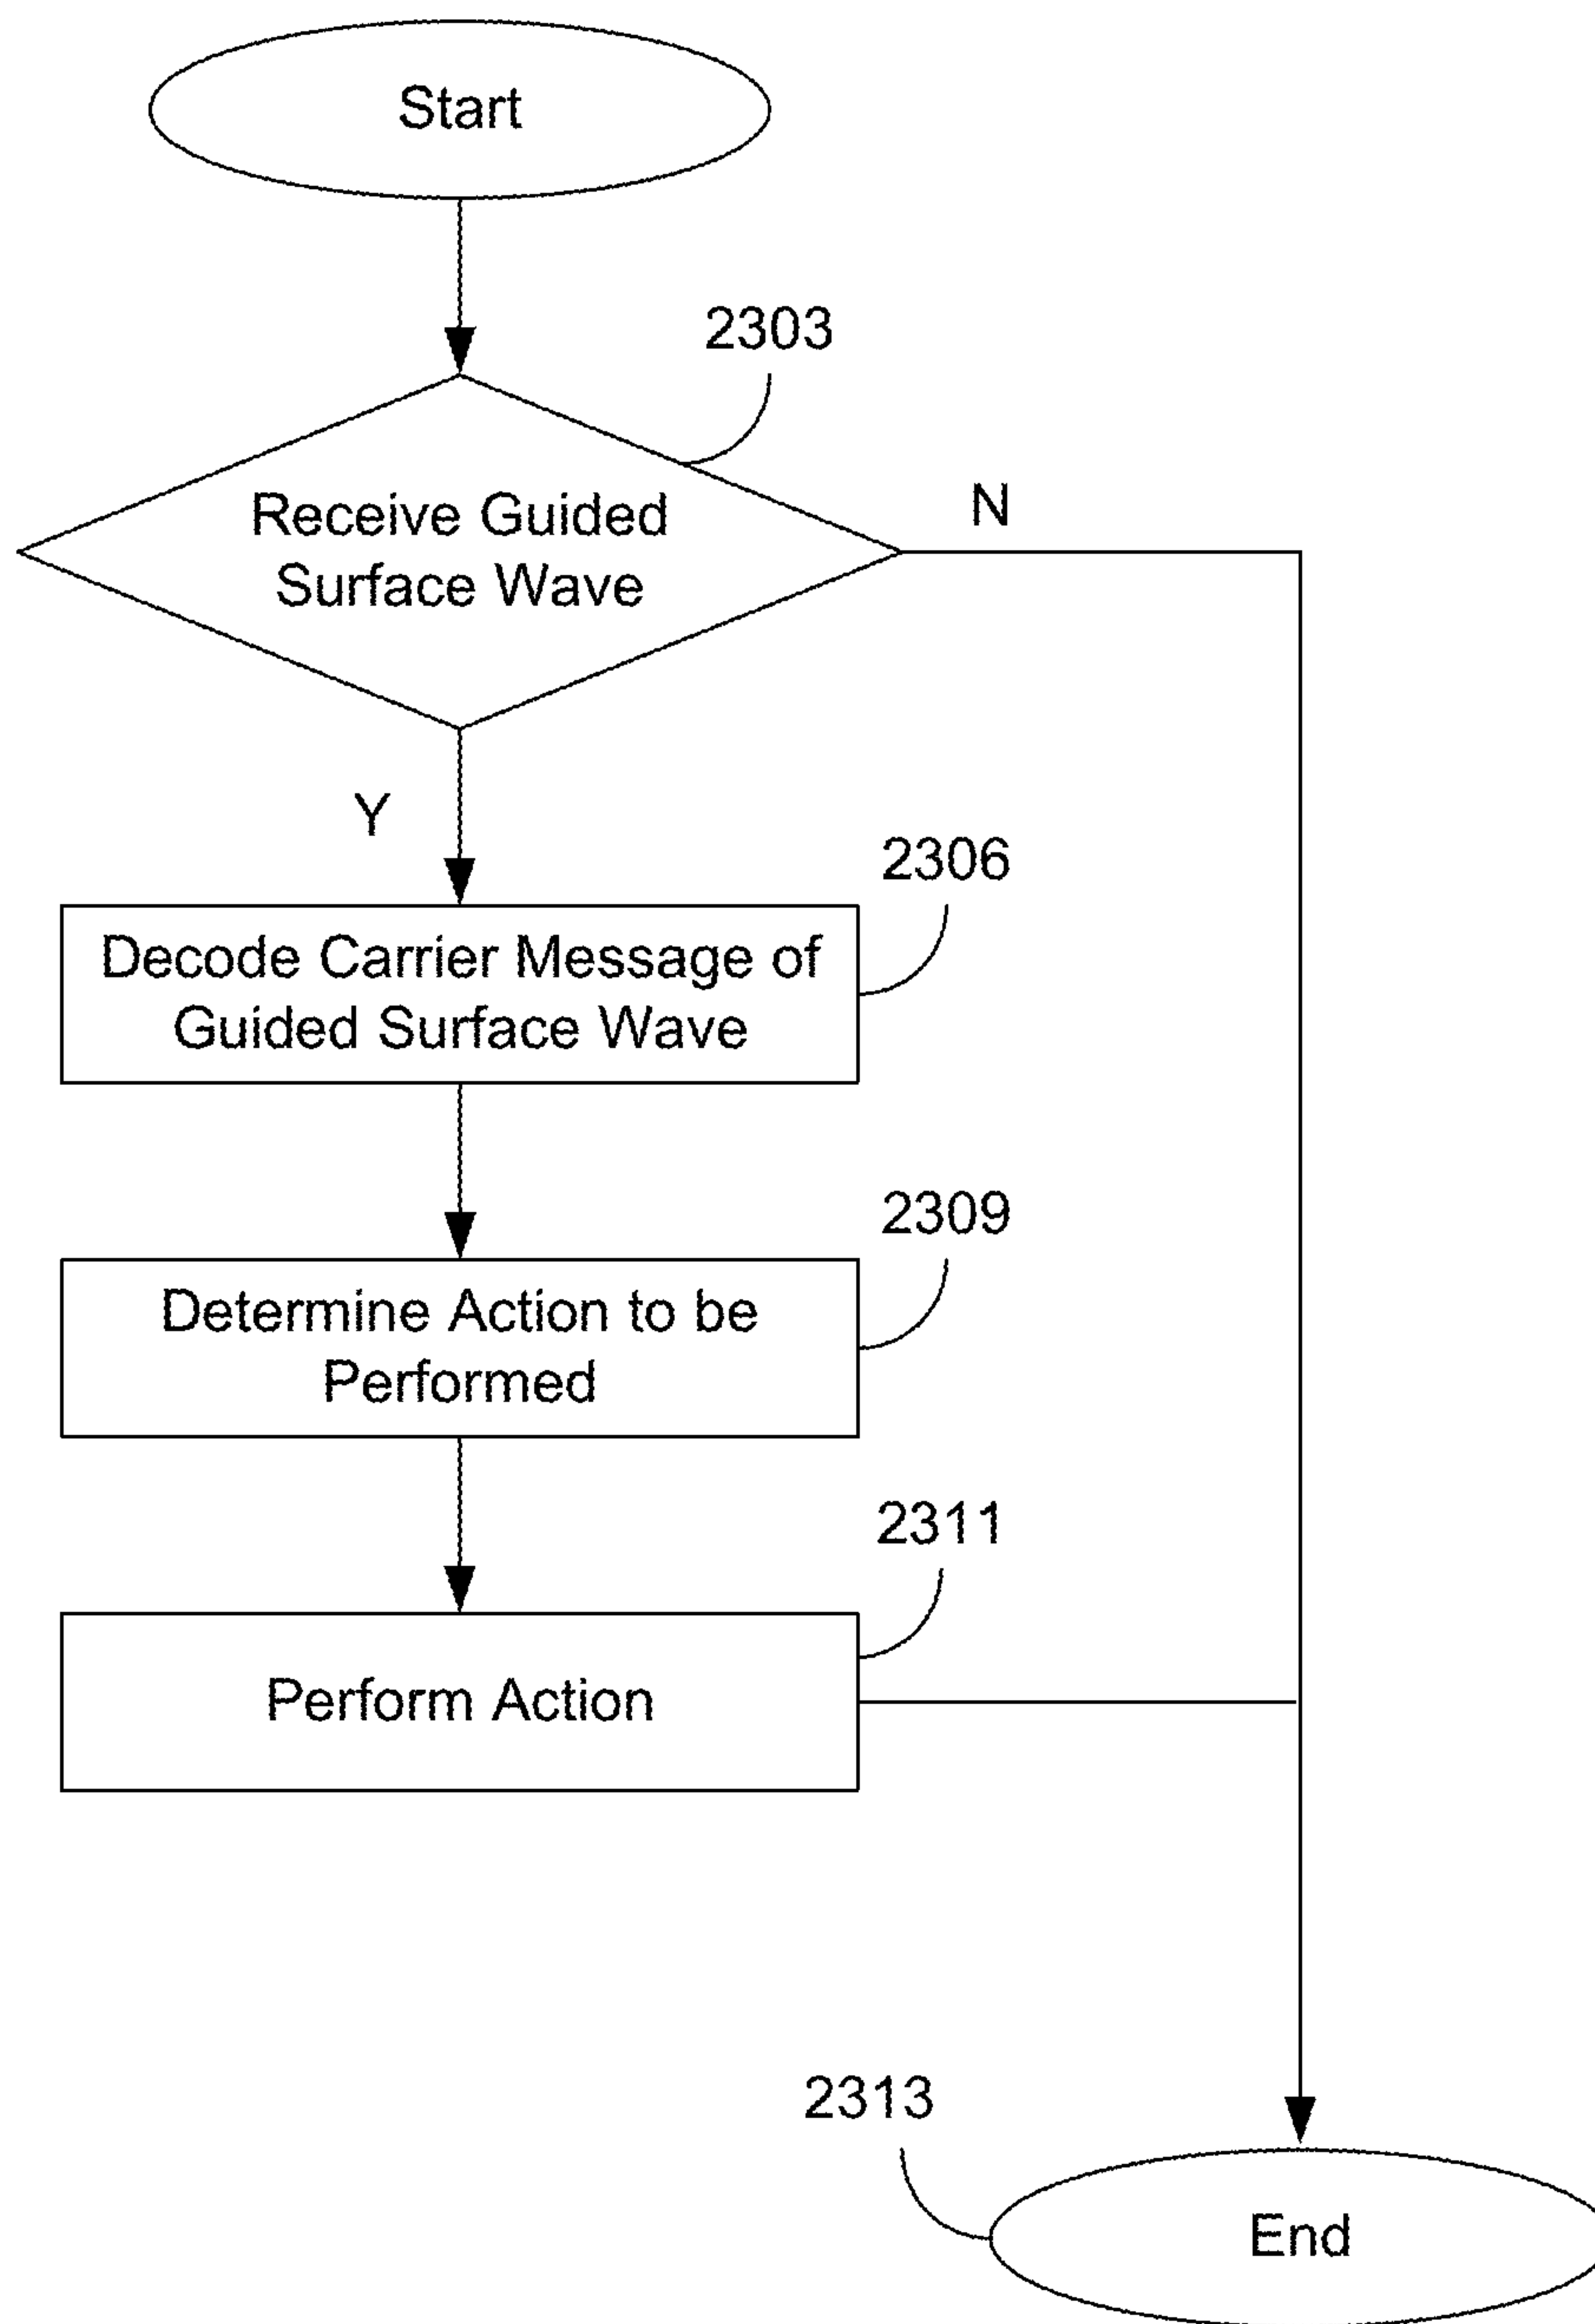 Start
2303
Receive Guided
Surface Wave
N
Y
2306
Decode Carrier Message of
Guided Surface Wave
2309
Determine Action to be
Performed
2311
Perform Action
2313
End